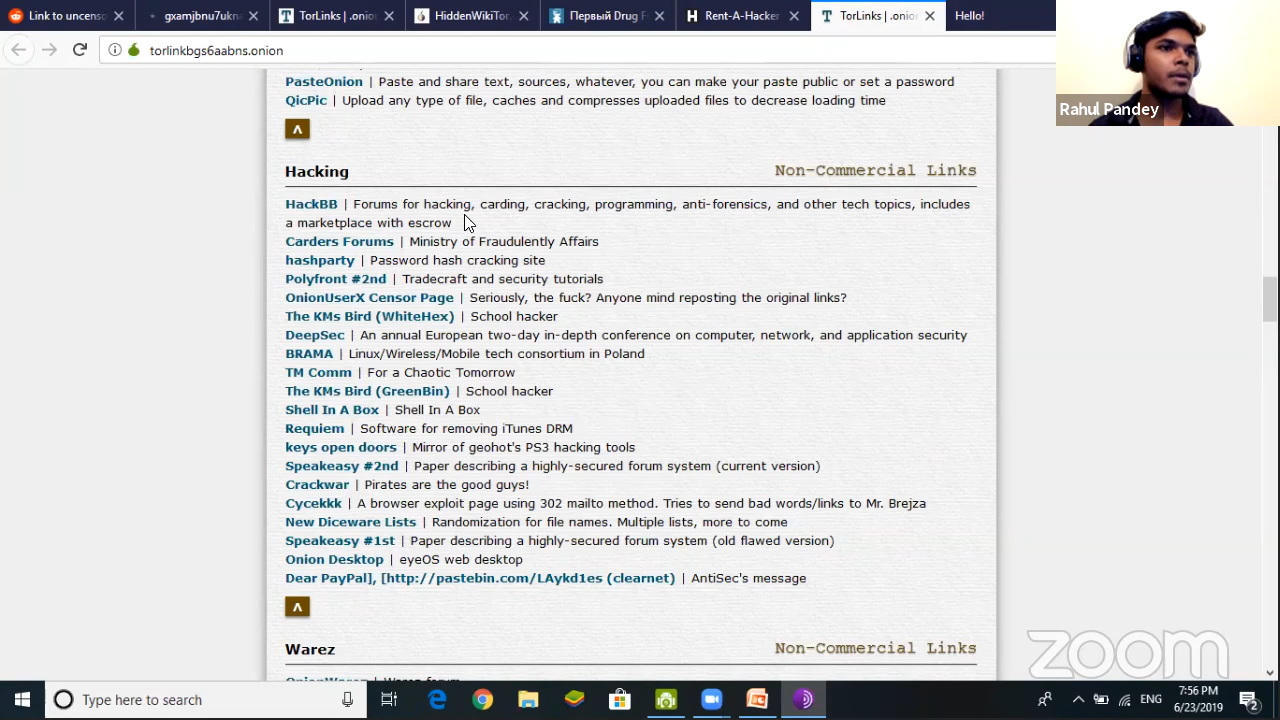 Link to uncenso
gxamjbnu7ukna
TorLinks | .onio
HiddenWikiTor.
Первый Drug F
Rent-A-Hacker
TorLinks | .onio
Hello!
torlinkbgs6aabns.onion
Rahul Pandey
PasteOnion | Paste and share text, sources, whatever, you can make your paste public or set a password
QicPic | Upload any type of file, caches and compresses uploaded files to decrease loading time
Hacking
Non-Commercial Links
HackBB | Forums for hacking, carding, cracking, programming, anti-forensics, and other tech topics, includes
a marketplace with escrow
Carders Forums | Ministry of Fraudulently Affairs
hashparty | Password hash cracking site
Polyfront #2nd | Tradecraft and security tutorials
OnionUserX Censor Page | Seriously, the fuck? Anyone mind reposting the original links?
The KMs Bird (WhiteHex) | School hacker
DeepSec | An annual European two-day in-depth conference on computer, network, and application security
BRAMA | Linux/Wireless/Mobile tech consortium in Poland
TM Comm | For a Chaotic Tomorrow
The KMs Bird (GreenBin) | School hacker
Shell In A Box | Shell In A Box
Requiem | Software for removing iTunes DRM
keys open doors | Mirror of geohot's PS3 hacking tools
Speakeasy #2nd | Paper describing a highly-secured forum system (current version)
Crackwar | Pirates are the good guys!
Cycekkk | A browser exploit page using 302 mailto method. Tries to send bad words/links to Mr. Brejza
New Diceware Lists | Randomization for file names. Multiple lists, more to come
Speakeasy #1st | Paper describing a highly-secured forum system (old flawed version)
Onion Desktop | eyeOS web desktop
Dear PayPal], [http://pastebin.com/LAykd1es (clearnet) | AntiSec's message
Warez
Non-Commercial Links
zoom
Type here to search
ENG
7:56 PM
6/23/2019
2